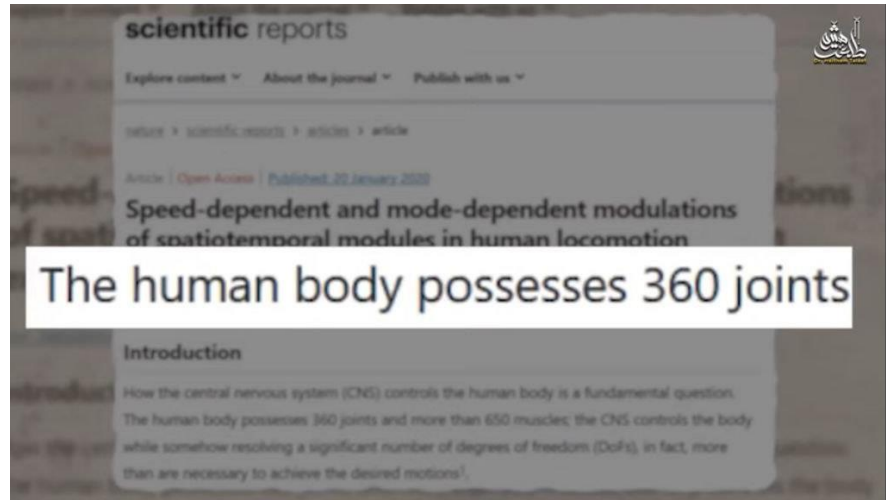 scientific reports
Explore content About the journal Publish with us
nature > scientific reports > articles > article
Article | Open Access | Published: 20 January 2020
Speed-dependent and mode-dependent modulations
of spatiotemporal modules in human locomotion
The human body possesses 360 joints
Introduction
How the central nervous system (CNS) controls the human body is a fundamental question.
The human body possesses 360 joints and more than 650 muscles; the CNS controls the body
while somehow resolving a significant number of degrees of freedom (DoFs), in fact, more
than are necessary to achieve the desired motions¹.